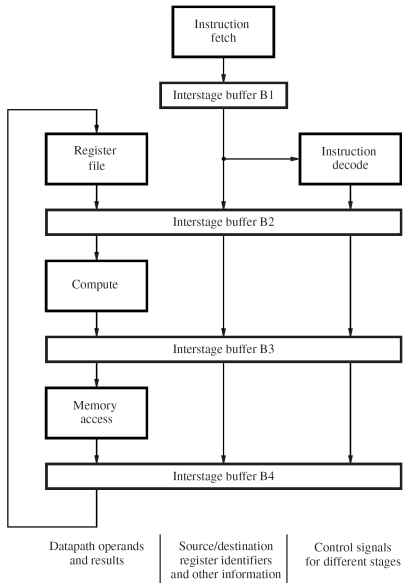 Instruction
fetch
Interstage buffer B1
Register
file
Instruction
decode
Interstage buffer B2
Compute
Interstage buffer B3
Memory
access
Interstage buffer B4
Datapath operands
and results
Source/destination
register identifiers
and other information
Control signals
for different stages